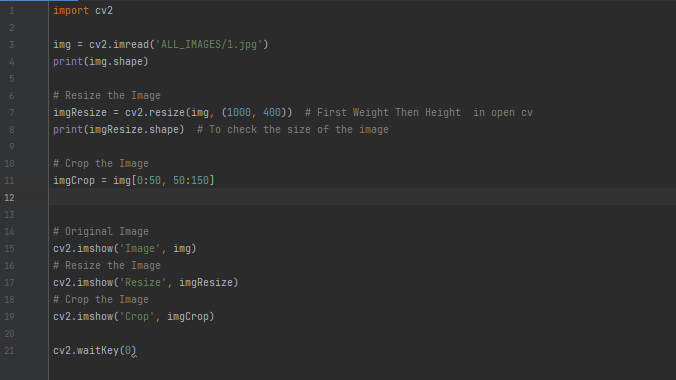 1 import cv2
2
3 img = cv2.imread('ALL_IMAGES/1.jpg')
4 print(img.shape)
5
6 # Resize the Image
7 imgResize = cv2.resize(img, (1000, 400))  # First Weight Then Height  in open cv
8 print(imgResize.shape)  # To check the size of the image
9
10 # Crop the Image
11 imgCrop = img[0:50, 50:150]
12
13
14 # Original Image
15 cv2.imshow('Image', img)
16 # Resize the Image
17 cv2.imshow('Resize', imgResize)
18 # Crop the Image
19 cv2.imshow('Crop', imgCrop)
20
21 cv2.waitKey(0)